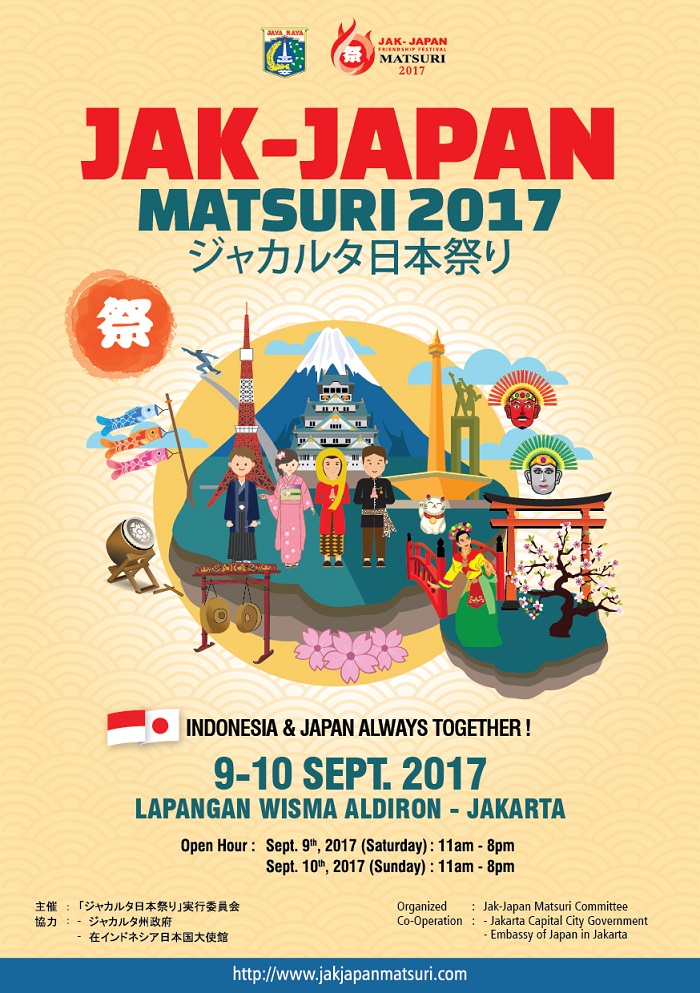 JAYA RAYA
祭
JAK-JAPAN
FRIENDSHIP FESTIVAL
MATSURI
2017
JAK-JAPAN
MATSURI 2017
ジャカルタ日本祭り
祭
INDONESIA & JAPAN ALWAYS TOGETHER !
9-10 SEPT. 2017
LAPANGAN WISMA ALDIRON - JAKARTA
Open Hour : Sept. 9th, 2017 (Saturday) : 11am - 8pm
Sept. 10th, 2017 (Sunday) : 11am - 8pm
主催 : 「ジャカルタ日本祭り」実行委員会
協力 : - ジャカルタ州政府
- 在インドネシア日本国大使館
Organized : Jak-Japan Matsuri Committee
Co-Operation : - Jakarta Capital City Government
- Embassy of Japan in Jakarta
http://www.jakjapanmatsuri.com